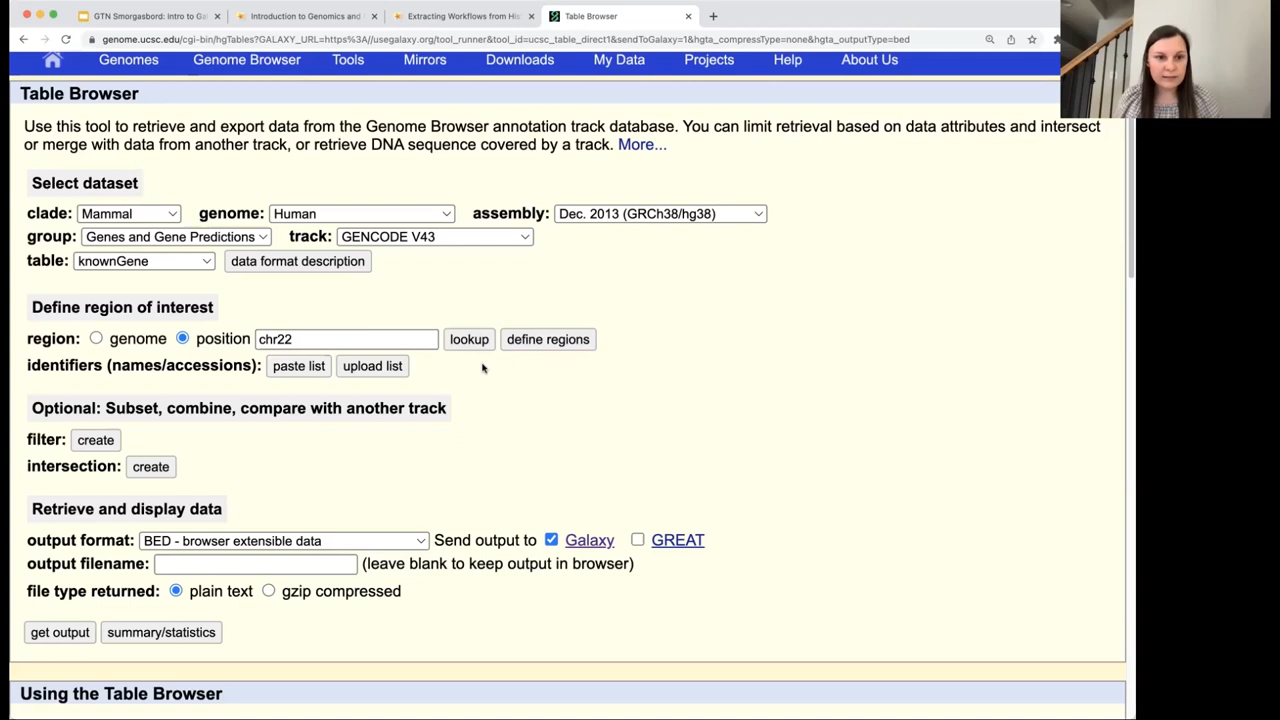 GTN Smorgasbord: Intro to Ga
Introduction to Genomics and
Extracting Workflows from His
Table Browser
genome.ucsc.edu/cgi-bin/hgTables?GALAXY_URL=https%3A//usegalaxy.org/tool_runner&tool_id=ucsc_table_direct1&sendToGalaxy=1&hgta_compressType=none&hgta_outputType=bed
Genomes Genome Browser Tools Mirrors Downloads My Data Projects Help About Us
Table Browser
Use this tool to retrieve and export data from the Genome Browser annotation track database. You can limit retrieval based on data attributes and intersect
or merge with data from another track, or retrieve DNA sequence covered by a track. More...
Select dataset
clade: Mammal genome: Human assembly: Dec. 2013 (GRCh38/hg38)
group: Genes and Gene Predictions track: GENCODE V43
table: knownGene data format description
Define region of interest
region: genome position chr22 lookup define regions
identifiers (names/accessions): paste list upload list
Optional: Subset, combine, compare with another track
filter: create
intersection: create
Retrieve and display data
output format: BED - browser extensible data Send output to Galaxy GREAT
output filename: (leave blank to keep output in browser)
file type returned: plain text gzip compressed
get output summary/statistics
Using the Table Browser